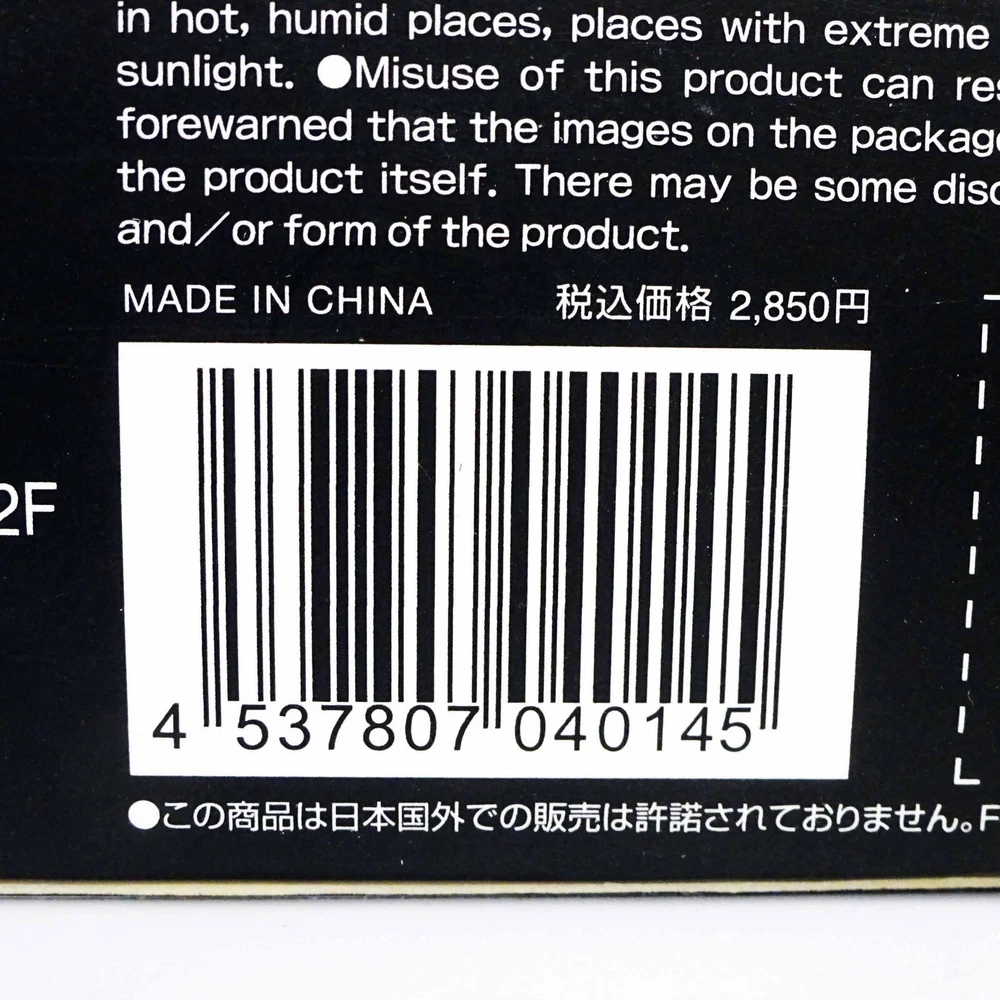 in hot, humid places, places with extreme
sunlight. ●Misuse of this product can
forewarned that the images on the
the product itself. There may be some
and／or form of the product.
MADE IN CHINA 税込価格 2,850円
2F
4 537807 040145
●この商品は日本国外での販売は許諾されておりません。F